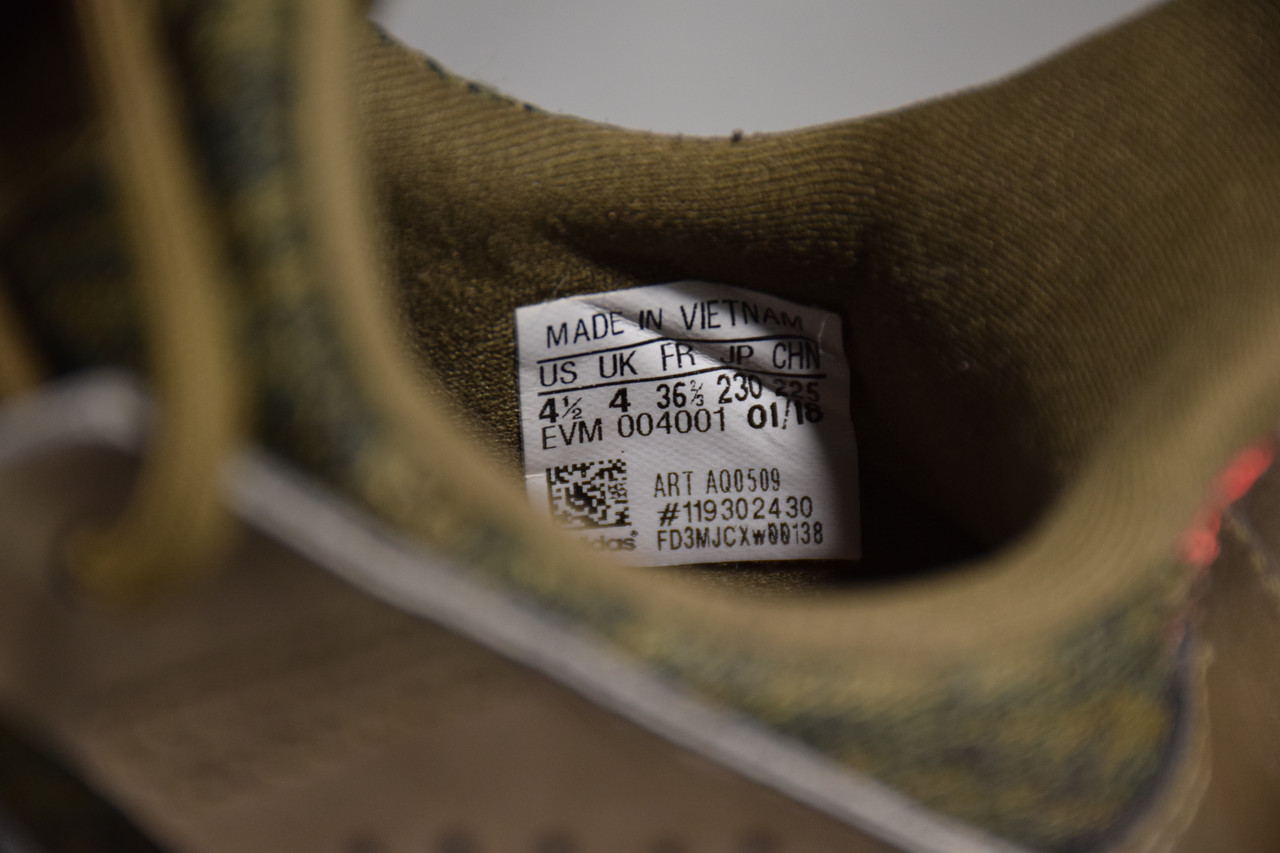 MADE IN VIETNAM
US UK FR JP CHN
4½ 4 36⅔ 230 225
EVM 004001 01/18
ART AQ0509
#119302430
adidas® FD3MJCXw00138